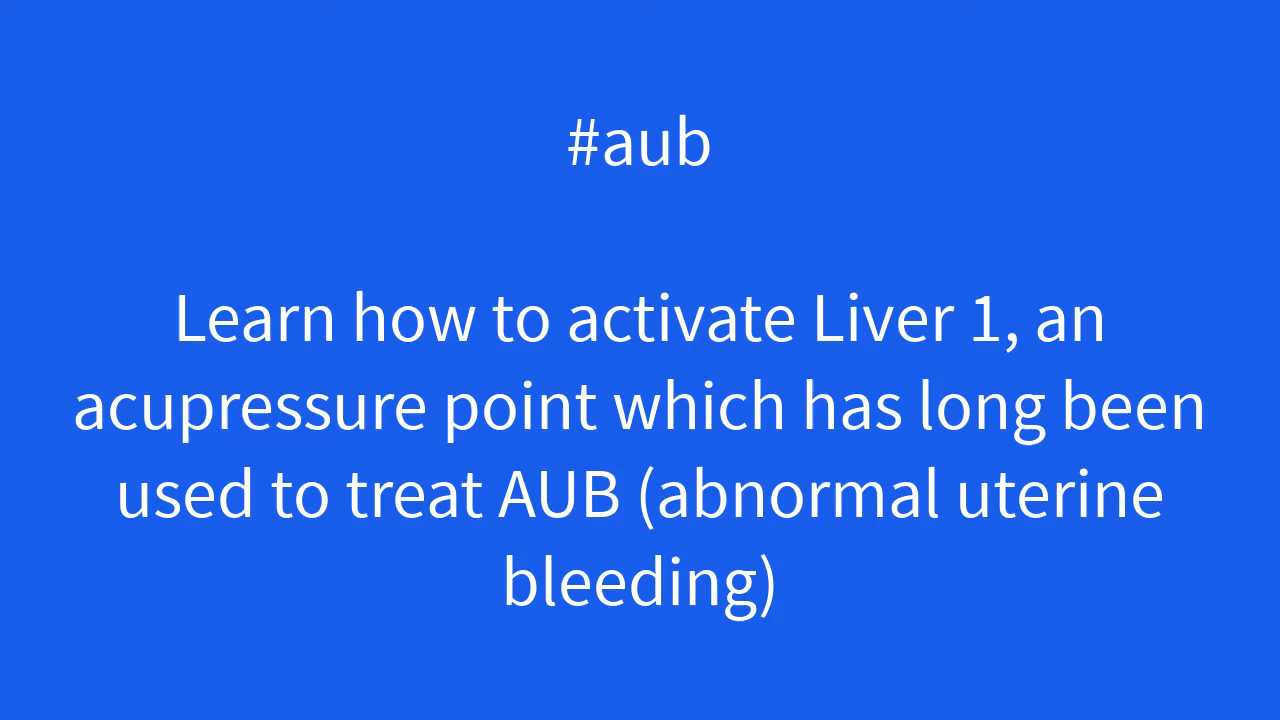 #aub
Learn how to activate Liver 1, an
acupressure point which has long been
used to treat AUB (abnormal uterine
bleeding)